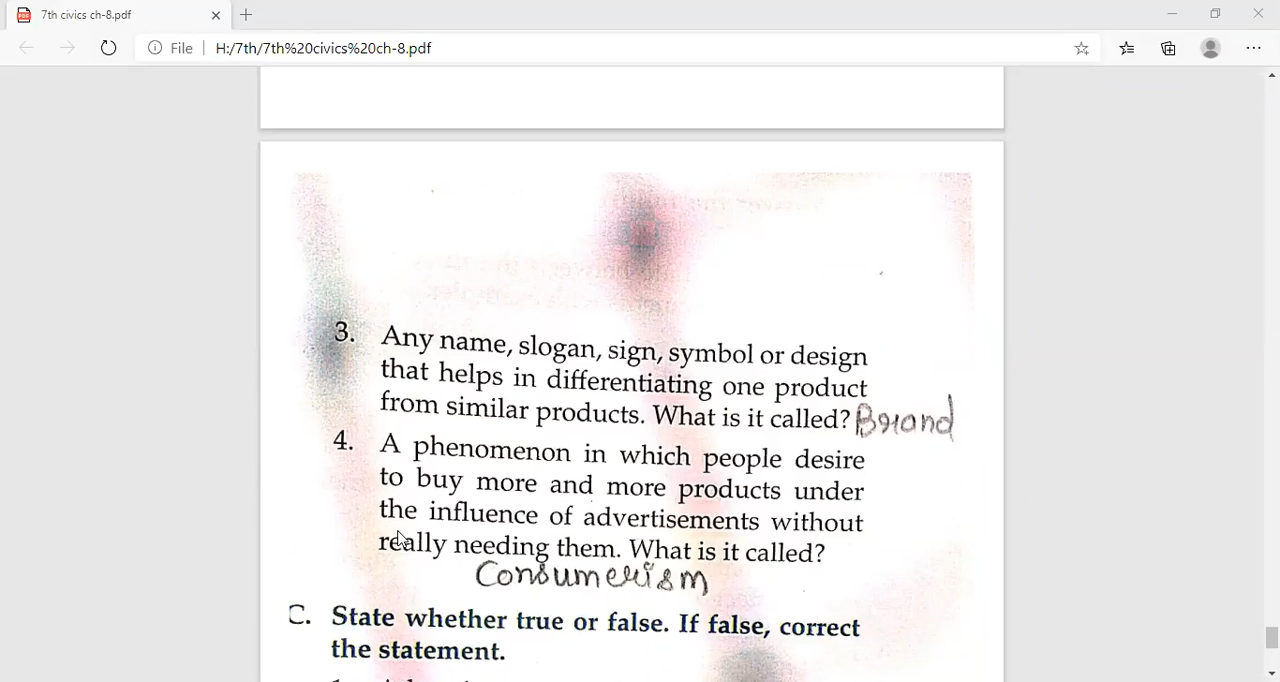 7th civics ch-8.pdf
File H:/7th/7th%20civics%20ch-8.pdf
3. Any name, slogan, sign, symbol or design
that helps in differentiating one product
from similar products. What is it called? Brand
4. A phenomenon in which people desire
to buy more and more products under
the influence of advertisements without
really needing them. What is it called?
Consumerism
C. State whether true or false. If false, correct
the statement.